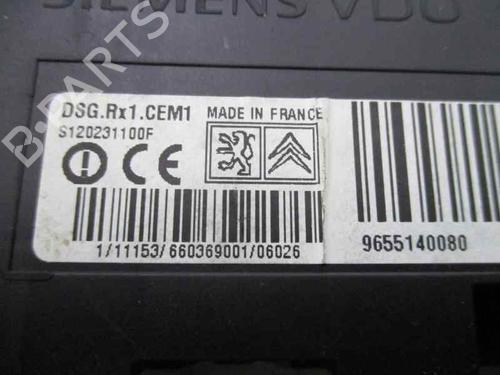 SIEMENS VDO
DSG.Rx1.CEM1 MADE IN FRANCE
S120231100F
CE
1/11153/660369001/06026
9655140080
B-PARTS